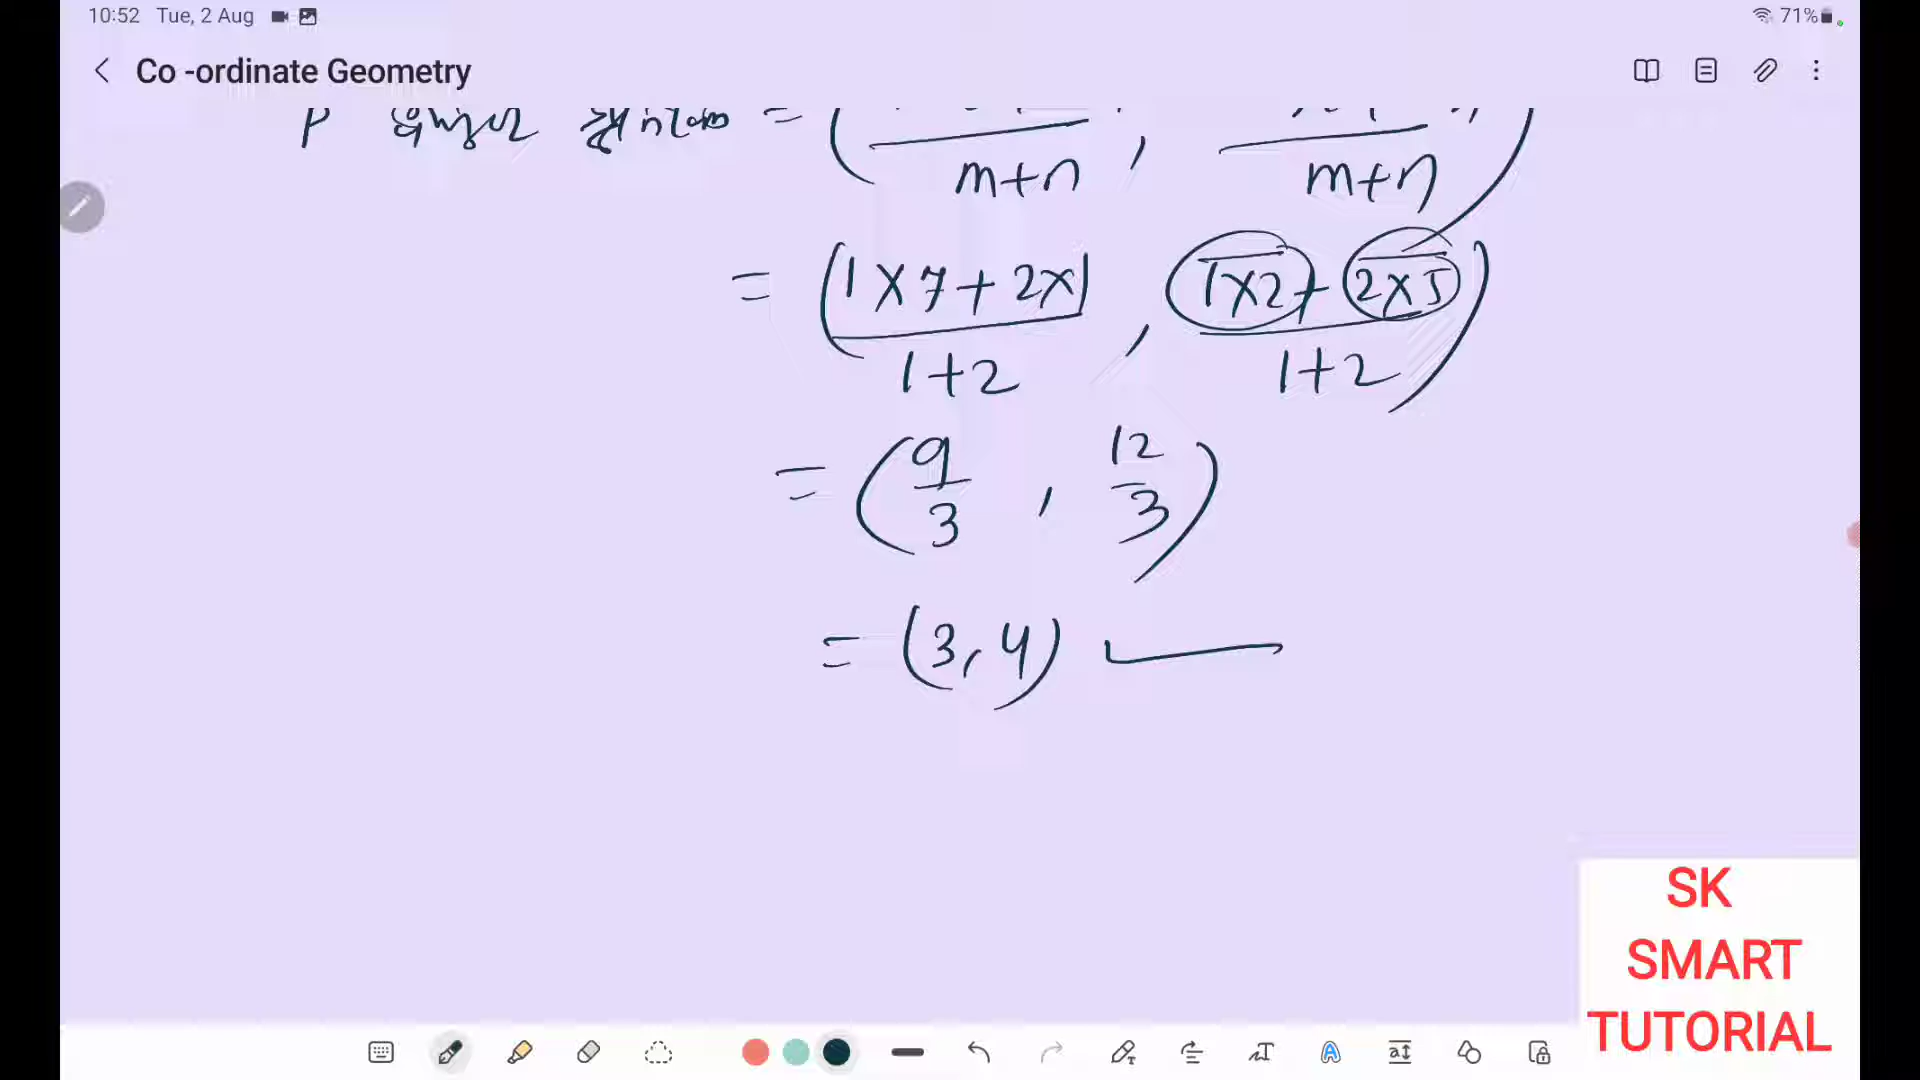 10:52 Tue, 2 Aug 71%
Co -ordinate Geometry
P বিন্দুর স্থানাঙ্ক = ( / m+n , / m+n )
= (1×7+2×1 / 1+2 , 1×2+2×5 / 1+2)
= (9/3 , 12/3)
= (3,4)
SK
SMART
TUTORIAL